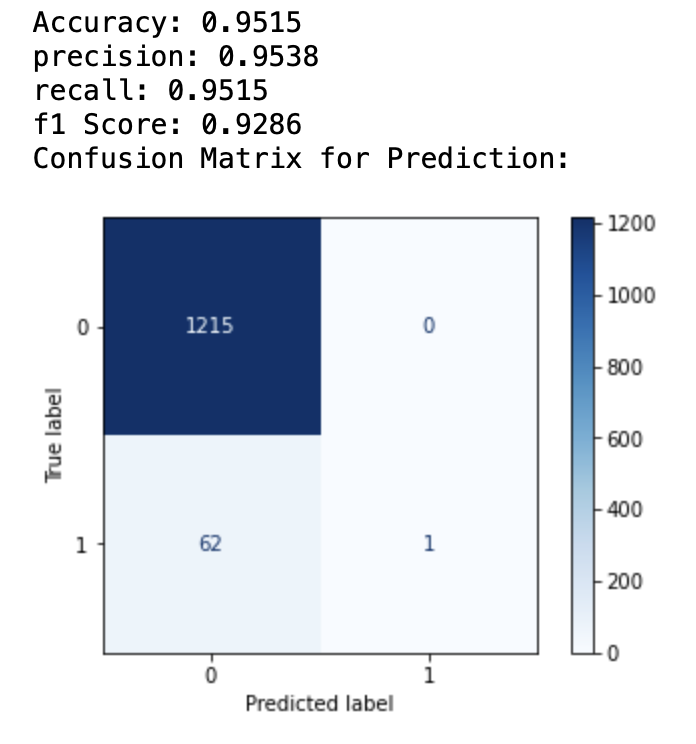 Accuracy: 0.9515
precision: 0.9538
recall: 0.9515
f1 Score: 0.9286
Confusion Matrix for Prediction:
1200
1000
800
600
400
200
0
True label
0
1215
0
1
62
1
0
1
Predicted label